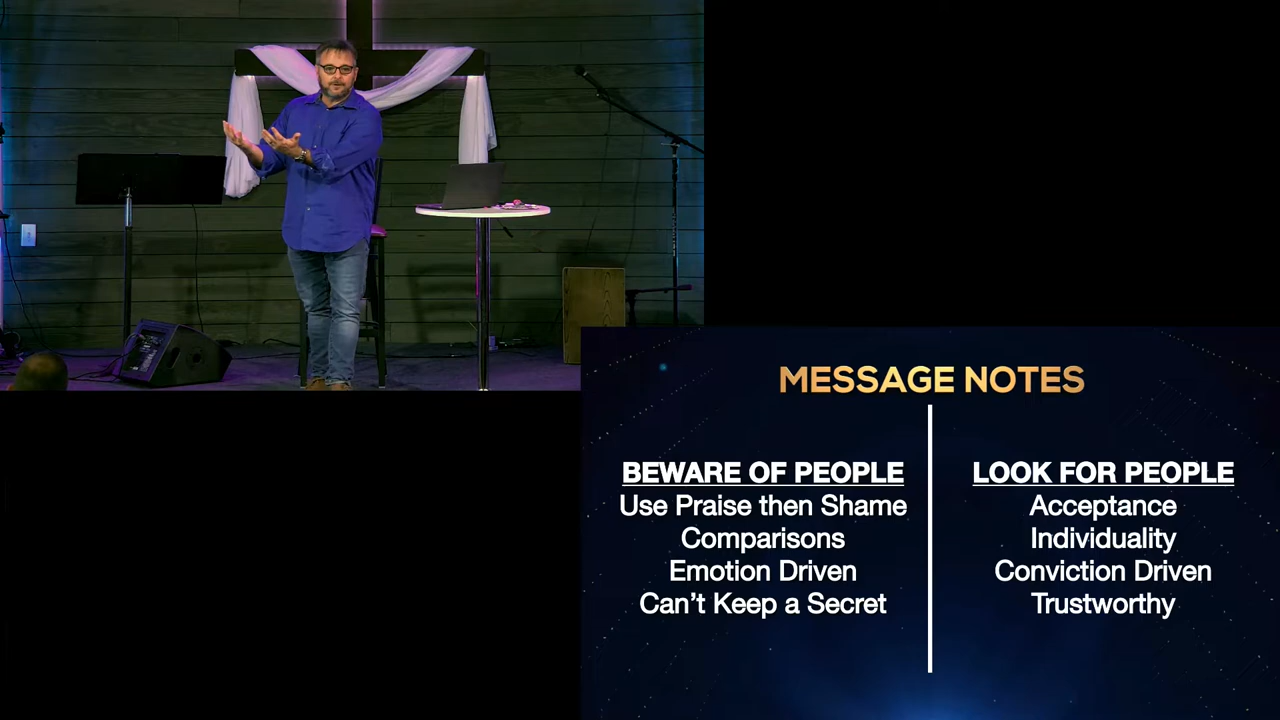 MESSAGE NOTES
BEWARE OF PEOPLE
Use Praise then Shame
Comparisons
Emotion Driven
Can't Keep a Secret
LOOK FOR PEOPLE
Acceptance
Individuality
Conviction Driven
Trustworthy